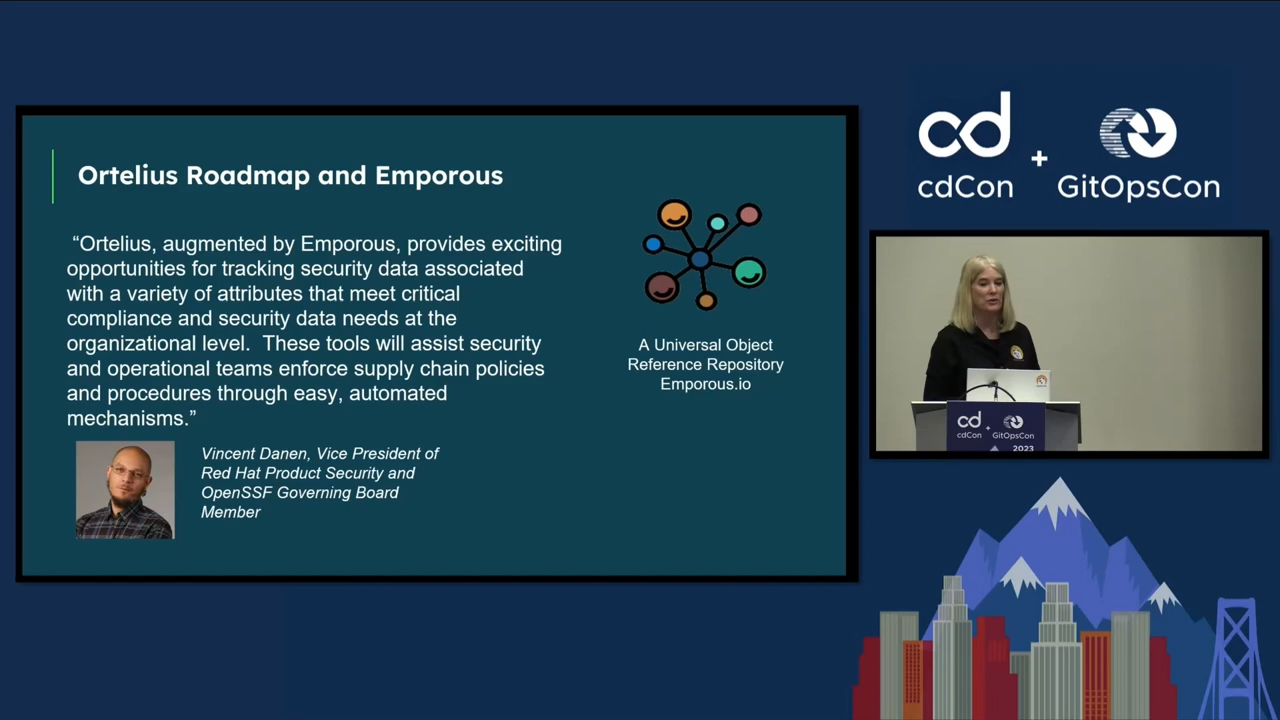 Ortelius Roadmap and Emporous
“Ortelius, augmented by Emporous, provides exciting
opportunities for tracking security data associated
with a variety of attributes that meet critical
compliance and security data needs at the
organizational level.  These tools will assist security
and operational teams enforce supply chain policies
and procedures through easy, automated
mechanisms.”
Vincent Danen, Vice President of
Red Hat Product Security and
OpenSSF Governing Board
Member
A Universal Object
Reference Repository
Emporous.io
cd
+
cdCon
GitOpsCon
cd
+
cdCon
GitOpsCon
2023